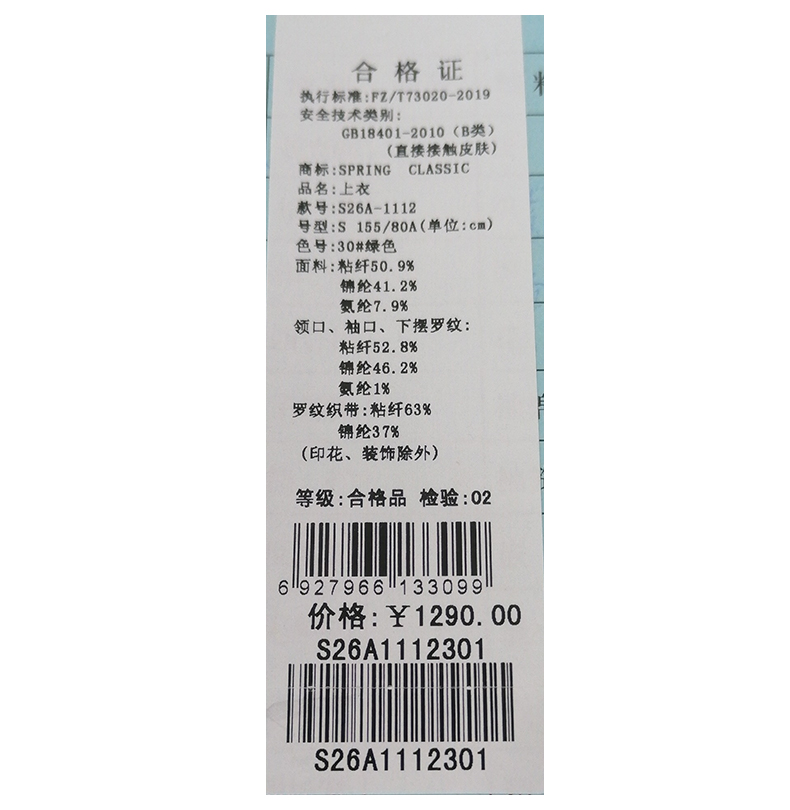 合格证
执行标准:FZ/T73020-2019
安全技术类别:
GB18401-2010（B类）
(直接接触皮肤)
商标:SPRING CLASSIC
品名:上衣
款号:S26A-1112
号型:S 155/80A(单位:cm)
色号:30#绿色
面料:粘纤50.9%
锦纶41.2%
氨纶7.9%
领口、袖口、下摆罗纹:
粘纤52.8%
锦纶46.2%
氨纶1%
罗纹织带:粘纤63%
锦纶37%
(印花、装饰除外)
等级:合格品 检验:02
6 927966 133099
价格:¥1290.00
S26A1112301
S26A1112301